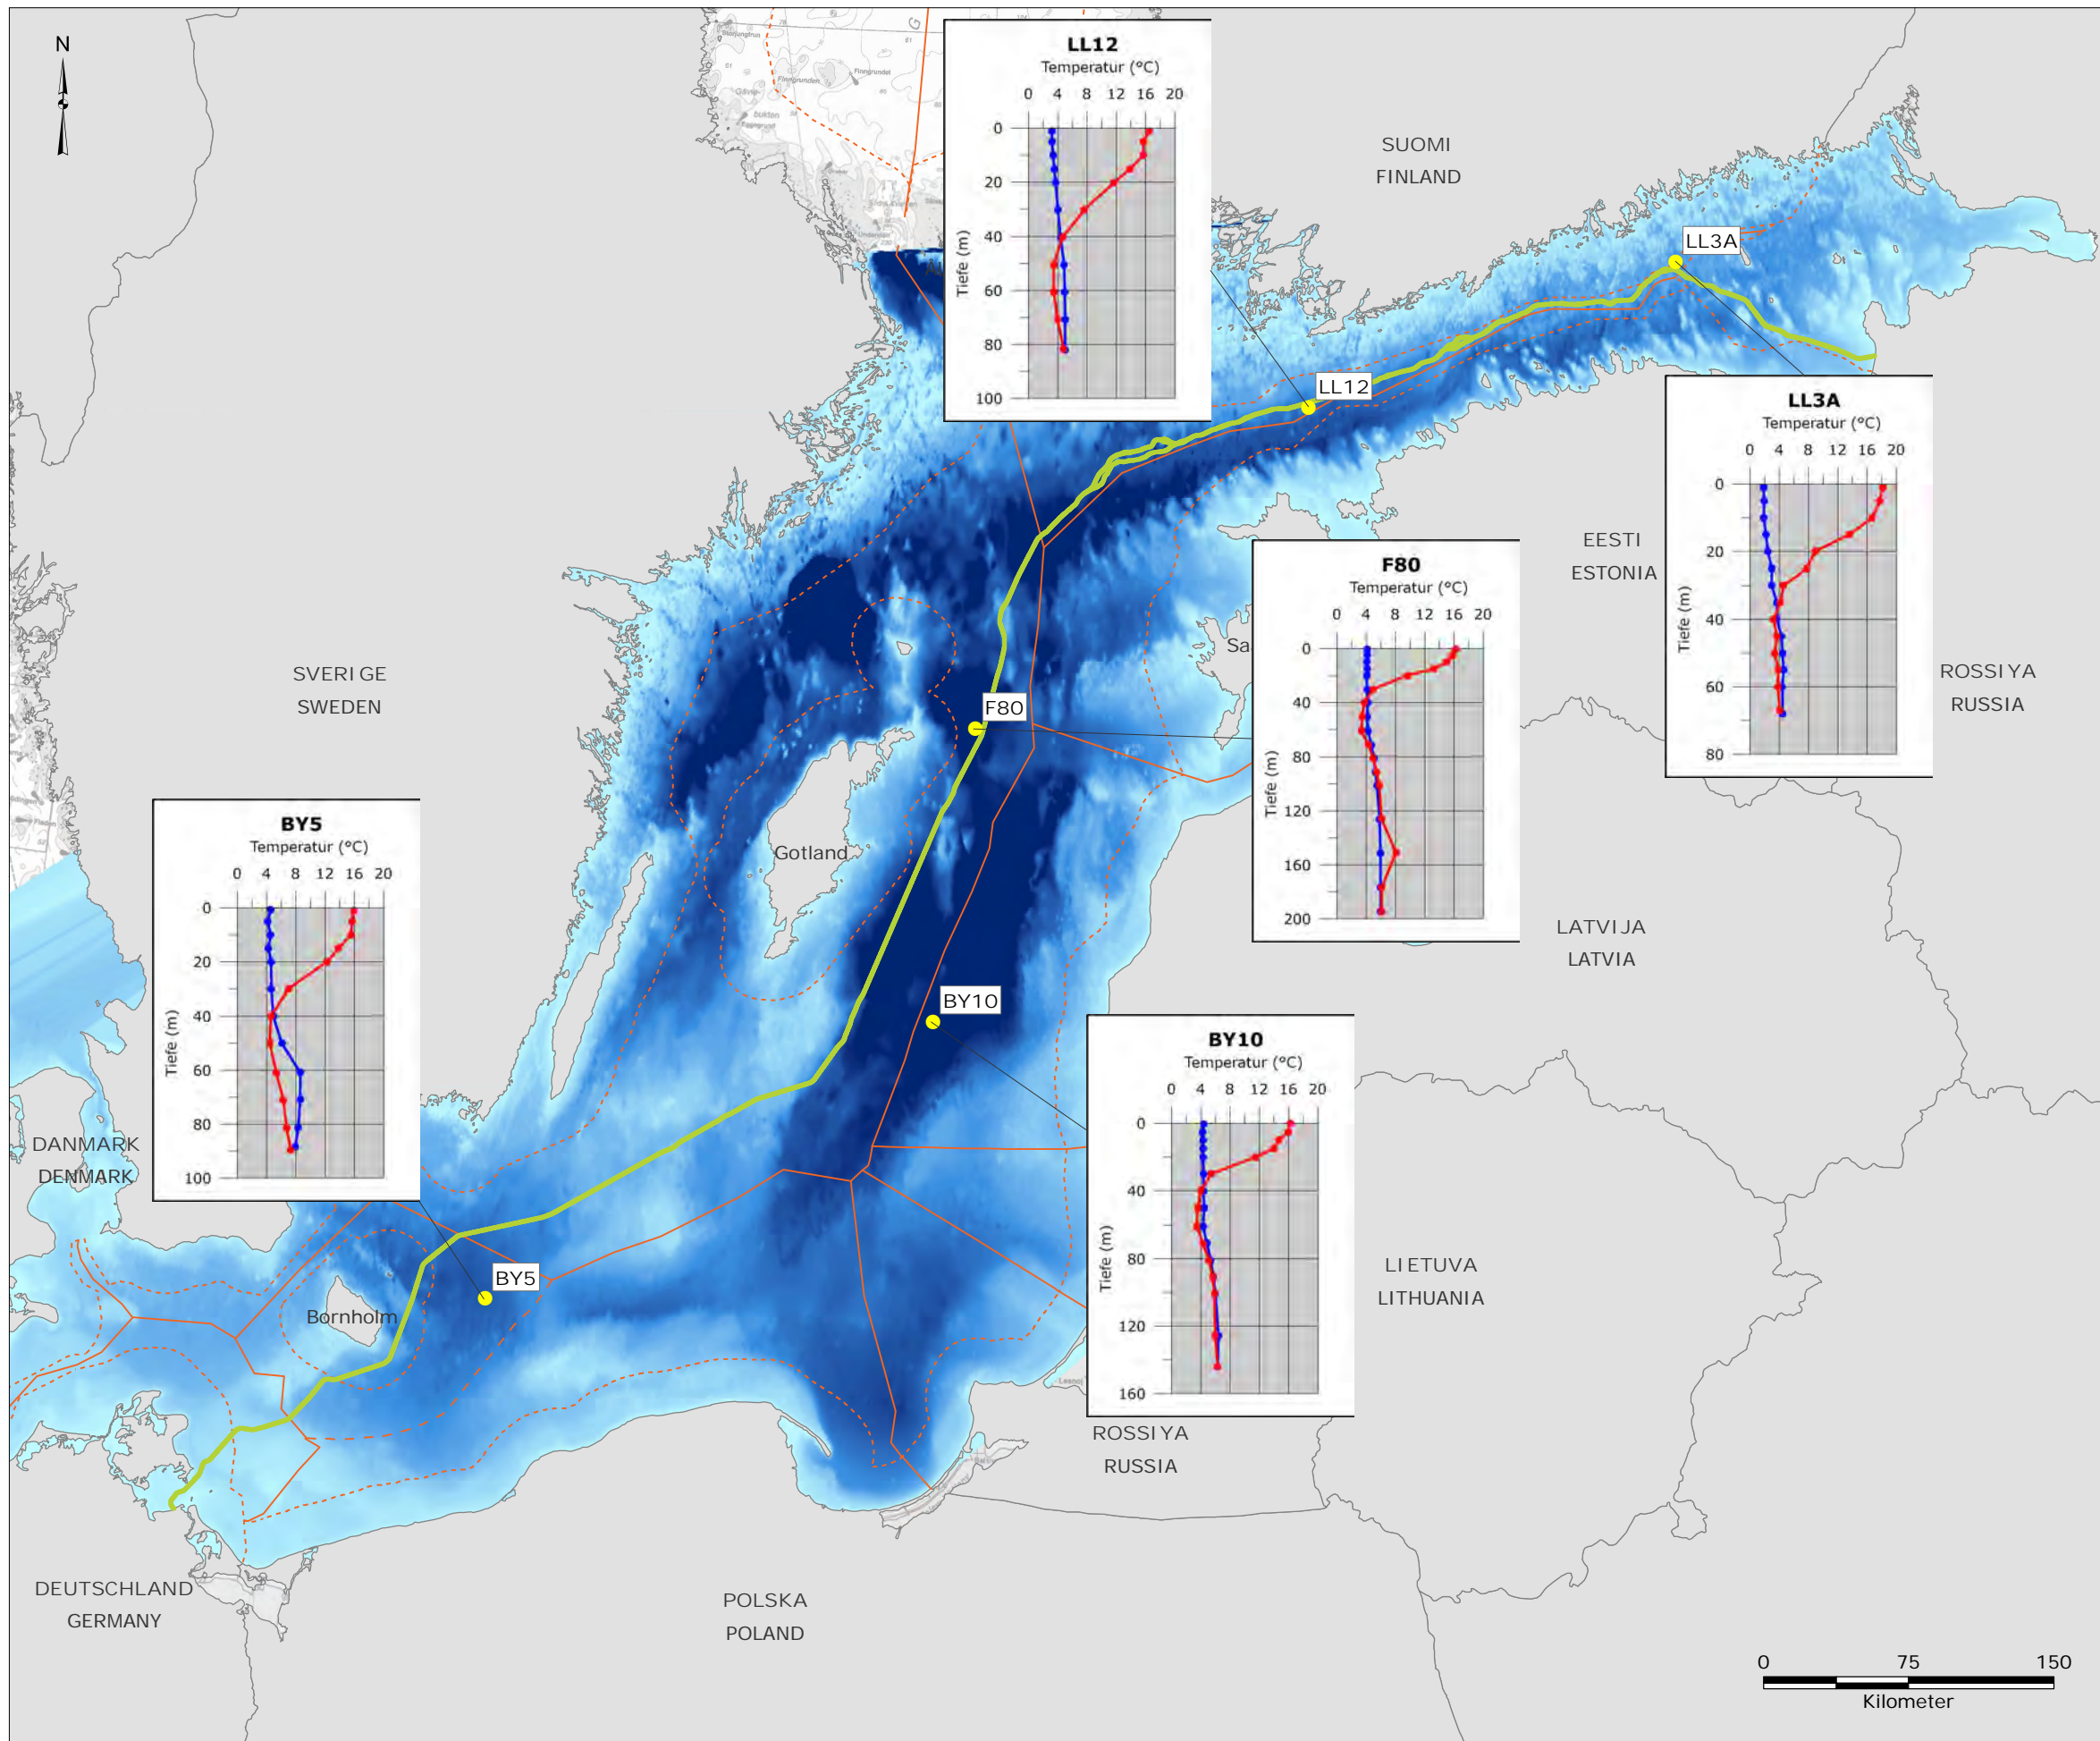 N
LL12
Temperatur (°C)
0 4 8 12 16 20
Tiefe (m)
0
20
40
60
80
100
SUOMI
FINLAND
LL3A
LL12
LL3A
Temperatur (°C)
0 4 8 12 16 20
Tiefe (m)
0
20
40
60
80
EESTI
ESTONIA
F80
Temperatur (°C)
0 4 8 12 16 20
Tiefe (m)
0
40
80
120
160
200
Sa
ROSSIYA
RUSSIA
SVERIGE
SWEDEN
F80
BY5
Temperatur (°C)
0 4 8 12 16 20
Tiefe (m)
0
20
40
60
80
100
Gotland
LATVIJA
LATVIA
BY10
BY10
Temperatur (°C)
0 4 8 12 16 20
Tiefe (m)
0
40
80
120
160
DANMARK
DENMARK
BY5
Bornholm
LIETUVA
LITHUANIA
ROSSIYA
RUSSIA
DEUTSCHLAND
GERMANY
POLSKA
POLAND
0 75 150
Kilometer